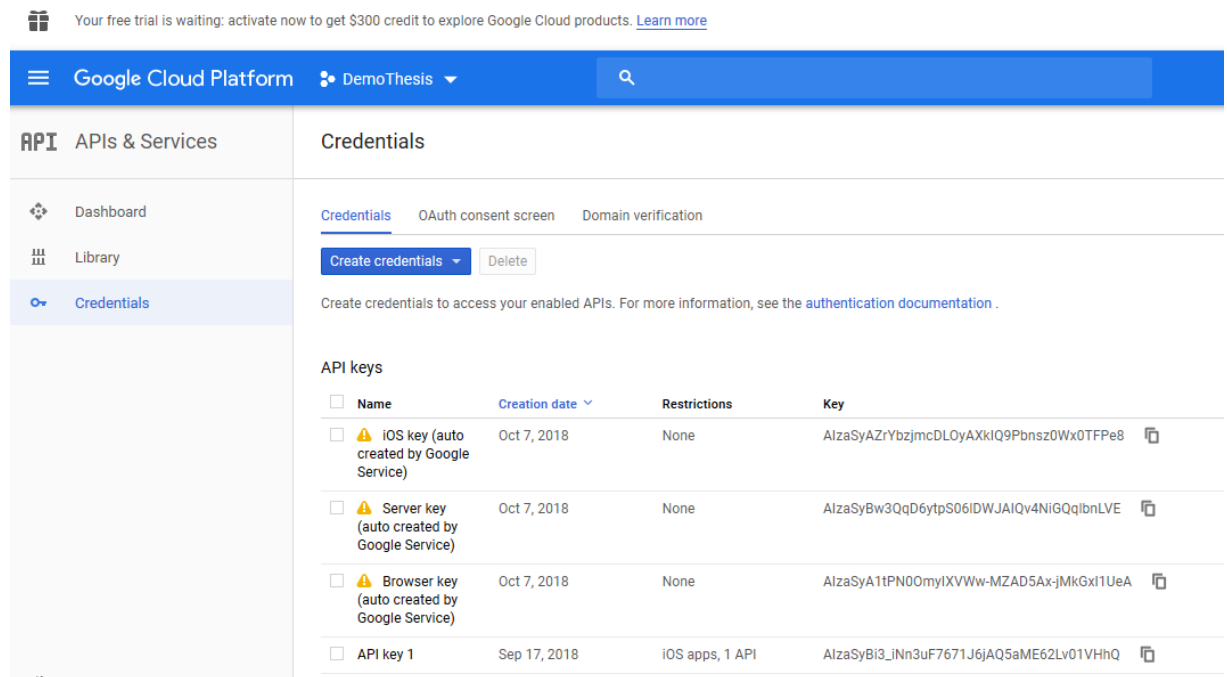 Your free trial is waiting: activate now to get $300 credit to explore Google Cloud products. Learn more
Google Cloud Platform
DemoThesis
API
APIs & Services
Credentials
Dashboard
Library
Credentials
Credentials OAuth consent screen Domain verification
Create credentials Delete
Create credentials to access your enabled APIs. For more information, see the authentication documentation .
API keys
Name Creation date Restrictions Key
iOS key (auto Oct 7, 2018 None
created by Google
Service)
Server key Oct 7, 2018 None
(auto created by
Google Service)
Browser key Oct 7, 2018 None
(auto created by
Google Service)
API key 1 Sep 17, 2018 iOS apps, 1 API